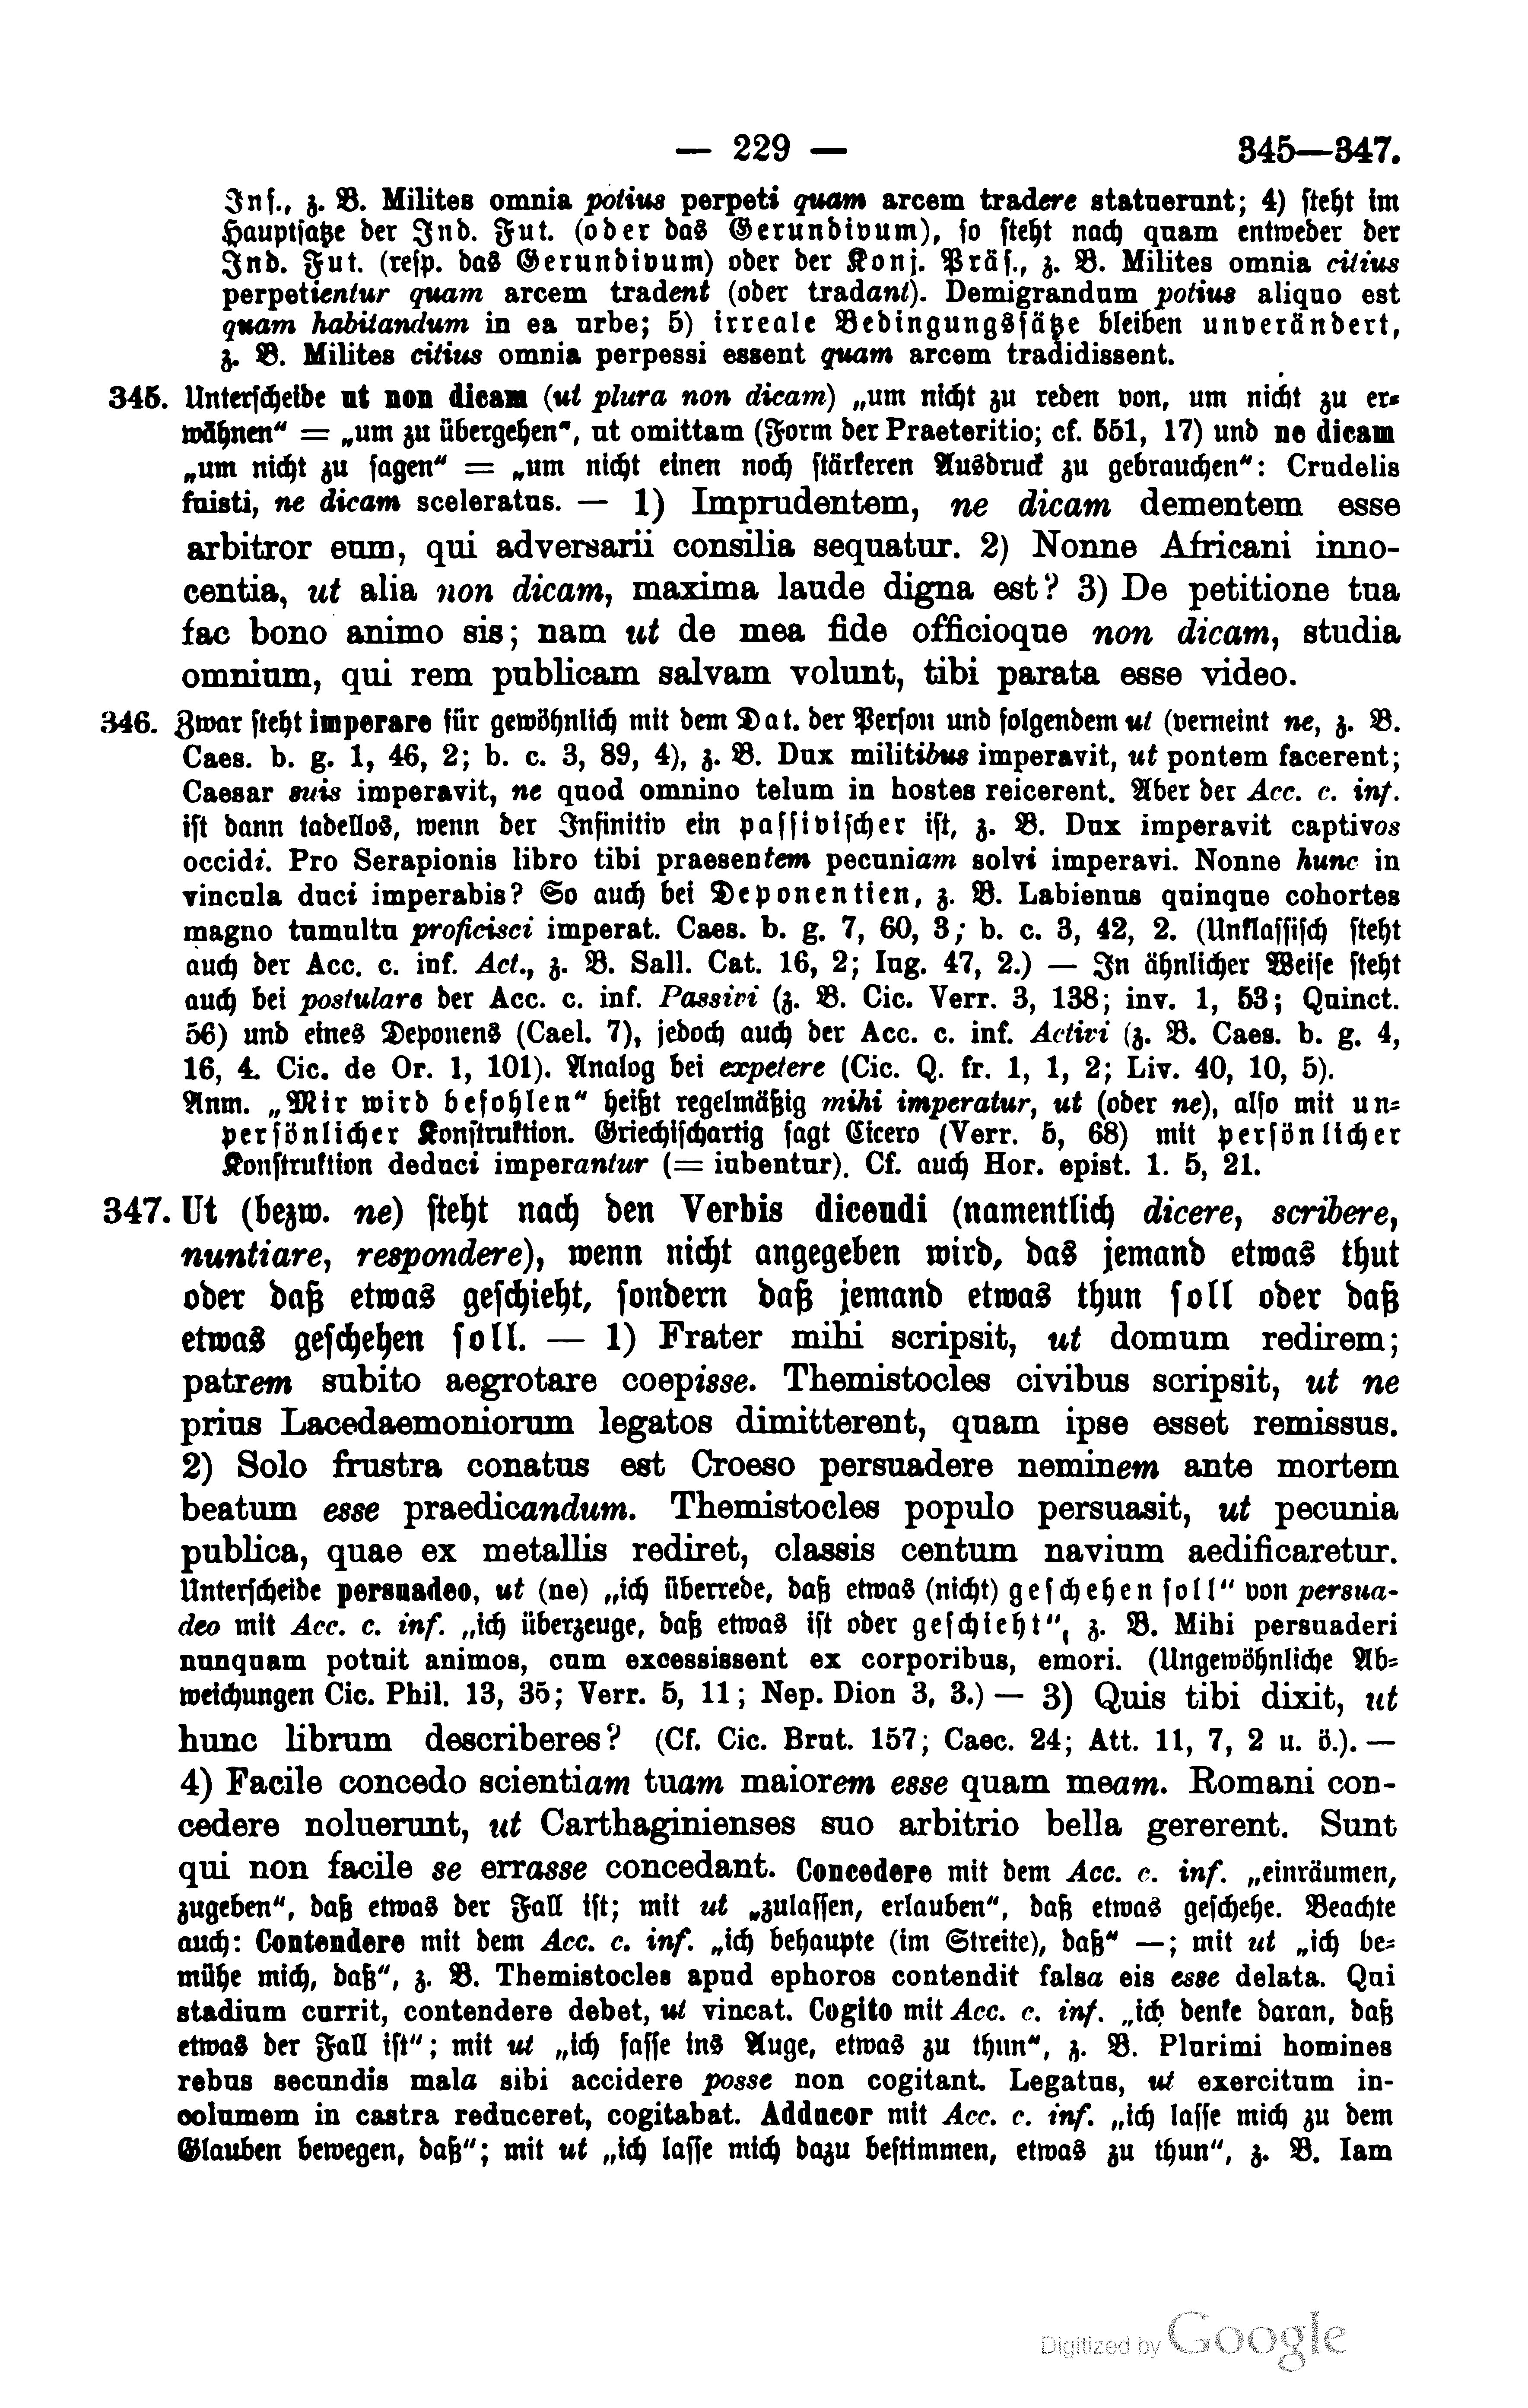 — 229 — 345—347.
Inf., z. B. Milites omnia potius perpeti quam arcem tradere statuerunt; 4) steht im
Hauptsatze der Ind. Fut. (oder das Gerundivum), so steht nach quam entweder der
Ind. Fut. (resp. das Gerundivum) oder der Konj. Präs., z. B. Milites omnia citius
perpetientur quam arcem tradent (oder tradant). Demigrandum potius aliquo est
quam habitandum in ea urbe; 5) irreale Bedingungssätze bleiben unverändert,
z. B. Milites citius omnia perpessi essent quam arcem tradidissent.
345. Unterscheide ut non dicam (ut plura non dicam) „um nicht zu reden von, um nicht zu er-
wähnen“ = „um zu übergehen“, ut omittam (Form der Praeteritio; cf. 551, 17) und ne dicam
„um nicht zu sagen“ = „um nicht einen noch stärkeren Ausdruck zu gebrauchen“: Crudelis
fuisti, ne dicam sceleratus. — 1) Imprudentem, ne dicam dementem esse
arbitror eum, qui adversarii consilia sequatur. 2) Nonne Africani inno-
centia, ut alia non dicam, maxima laude digna est? 3) De petitione tua
fac bono animo sis; nam ut de mea fide officioque non dicam, studia
omnium, qui rem publicam salvam volunt, tibi parata esse video.
346. Zwar steht imperare für gewöhnlich mit dem Dat. der Person und folgendem ut (verneint ne, z. B.
Caes. b. g. 1, 46, 2; b. c. 3, 89, 4), z. B. Dux militibus imperavit, ut pontem facerent;
Caesar suis imperavit, ne quod omnino telum in hostes reicerent. Aber der Acc. c. inf.
ist dann tadellos, wenn der Infinitiv ein passivischer ist, z. B. Dux imperavit captivos
occidi. Pro Serapionis libro tibi praesentem pecuniam solvi imperavi. Nonne hunc in
vincula duci imperabis? So auch bei Deponentien, z. B. Labienus quinque cohortes
magno tumultu proficisci imperat. Caes. b. g. 7, 60, 3; b. c. 3, 42, 2. (Unklassisch steht
auch der Acc. c. inf. Act., z. B. Sall. Cat. 16, 2; Iug. 47, 2.) — In ähnlicher Weise steht
auch bei postulare der Acc. c. inf. Passivi (z. B. Cic. Verr. 3, 138; inv. 1, 53; Quinct.
56) und eines Deponens (Cael. 7), jedoch auch der Acc. c. inf. Activi (z. B. Caes. b. g. 4,
16, 4. Cic. de Or. 1, 101). Analog bei expetere (Cic. Q. fr. 1, 1, 2; Liv. 40, 10, 5).
Anm. „Mir wird befohlen“ heißt regelmäßig mihi imperatur, ut (oder ne), also mit un-
persönlicher Konstruktion. Griechischartig sagt Cicero (Verr. 5, 68) mit persönlicher
Konstruktion deduci imperantur (= iubentur). Cf. auch Hor. epist. 1. 5, 21.
347. Ut (bezw. ne) steht nach den Verbis dicendi (namentlich dicere, scribere,
nuntiare, respondere), wenn nicht angegeben wird, das jemand etwas thut
oder daß etwas geschieht, sondern daß jemand etwas thun soll oder daß
etwas geschehen soll. — 1) Frater mihi scripsit, ut domum redirem;
patrem subito aegrotare coepisse. Themistocles civibus scripsit, ut ne
prius Lacedaemoniorum legatos dimitterent, quam ipse esset remissus.
2) Solo frustra conatus est Croeso persuadere neminem ante mortem
beatum esse praedicandum. Themistocles populo persuasit, ut pecunia
publica, quae ex metallis rediret, classis centum navium aedificaretur.
Unterscheide persuadeo, ut (ne) „ich überrede, daß etwas (nicht) geschehen soll“ von persua-
deo mit Acc. c. inf. „ich überzeuge, daß etwas ist oder geschieht“, z. B. Mihi persuaderi
nunquam potuit animos, cum excessissent ex corporibus, emori. (Ungewöhnliche Ab-
weichungen Cic. Phil. 13, 35; Verr. 5, 11; Nep. Dion 3, 3.) — 3) Quis tibi dixit, ut
hunc librum describeres? (Cf. Cic. Brut. 157; Caec. 24; Att. 11, 7, 2 u. ö.). —
4) Facile concedo scientiam tuam maiorem esse quam meam. Romani con-
cedere noluerunt, ut Carthaginienses suo arbitrio bella gererent. Sunt
qui non facile se errasse concedant. Concedere mit dem Acc. c. inf. „einräumen,
zugeben“, daß etwas der Fall ist; mit ut „zulassen, erlauben“, daß etwas geschehe. Beachte
auch: Contendere mit dem Acc. c. inf. „ich behaupte (im Streite), daß“ —; mit ut „ich be-
mühe mich, daß“, z. B. Themistocles apud ephoros contendit falsa eis esse delata. Qui
stadium currit, contendere debet, ut vincat. Cogito mit Acc. c. inf. „ich denke daran, daß
etwas der Fall ist“; mit ut „ich fasse ins Auge, etwas zu thun“, z. B. Plurimi homines
rebus secundis mala sibi accidere posse non cogitant. Legatus, ut exercitum in-
columem in castra reduceret, cogitabat. Adducor mit Acc. c. inf. „ich lasse mich zu dem
Glauben bewegen, daß“; mit ut „ich lasse mich dazu bestimmen, etwas zu thun“, z. B. Iam
Digitized by Google